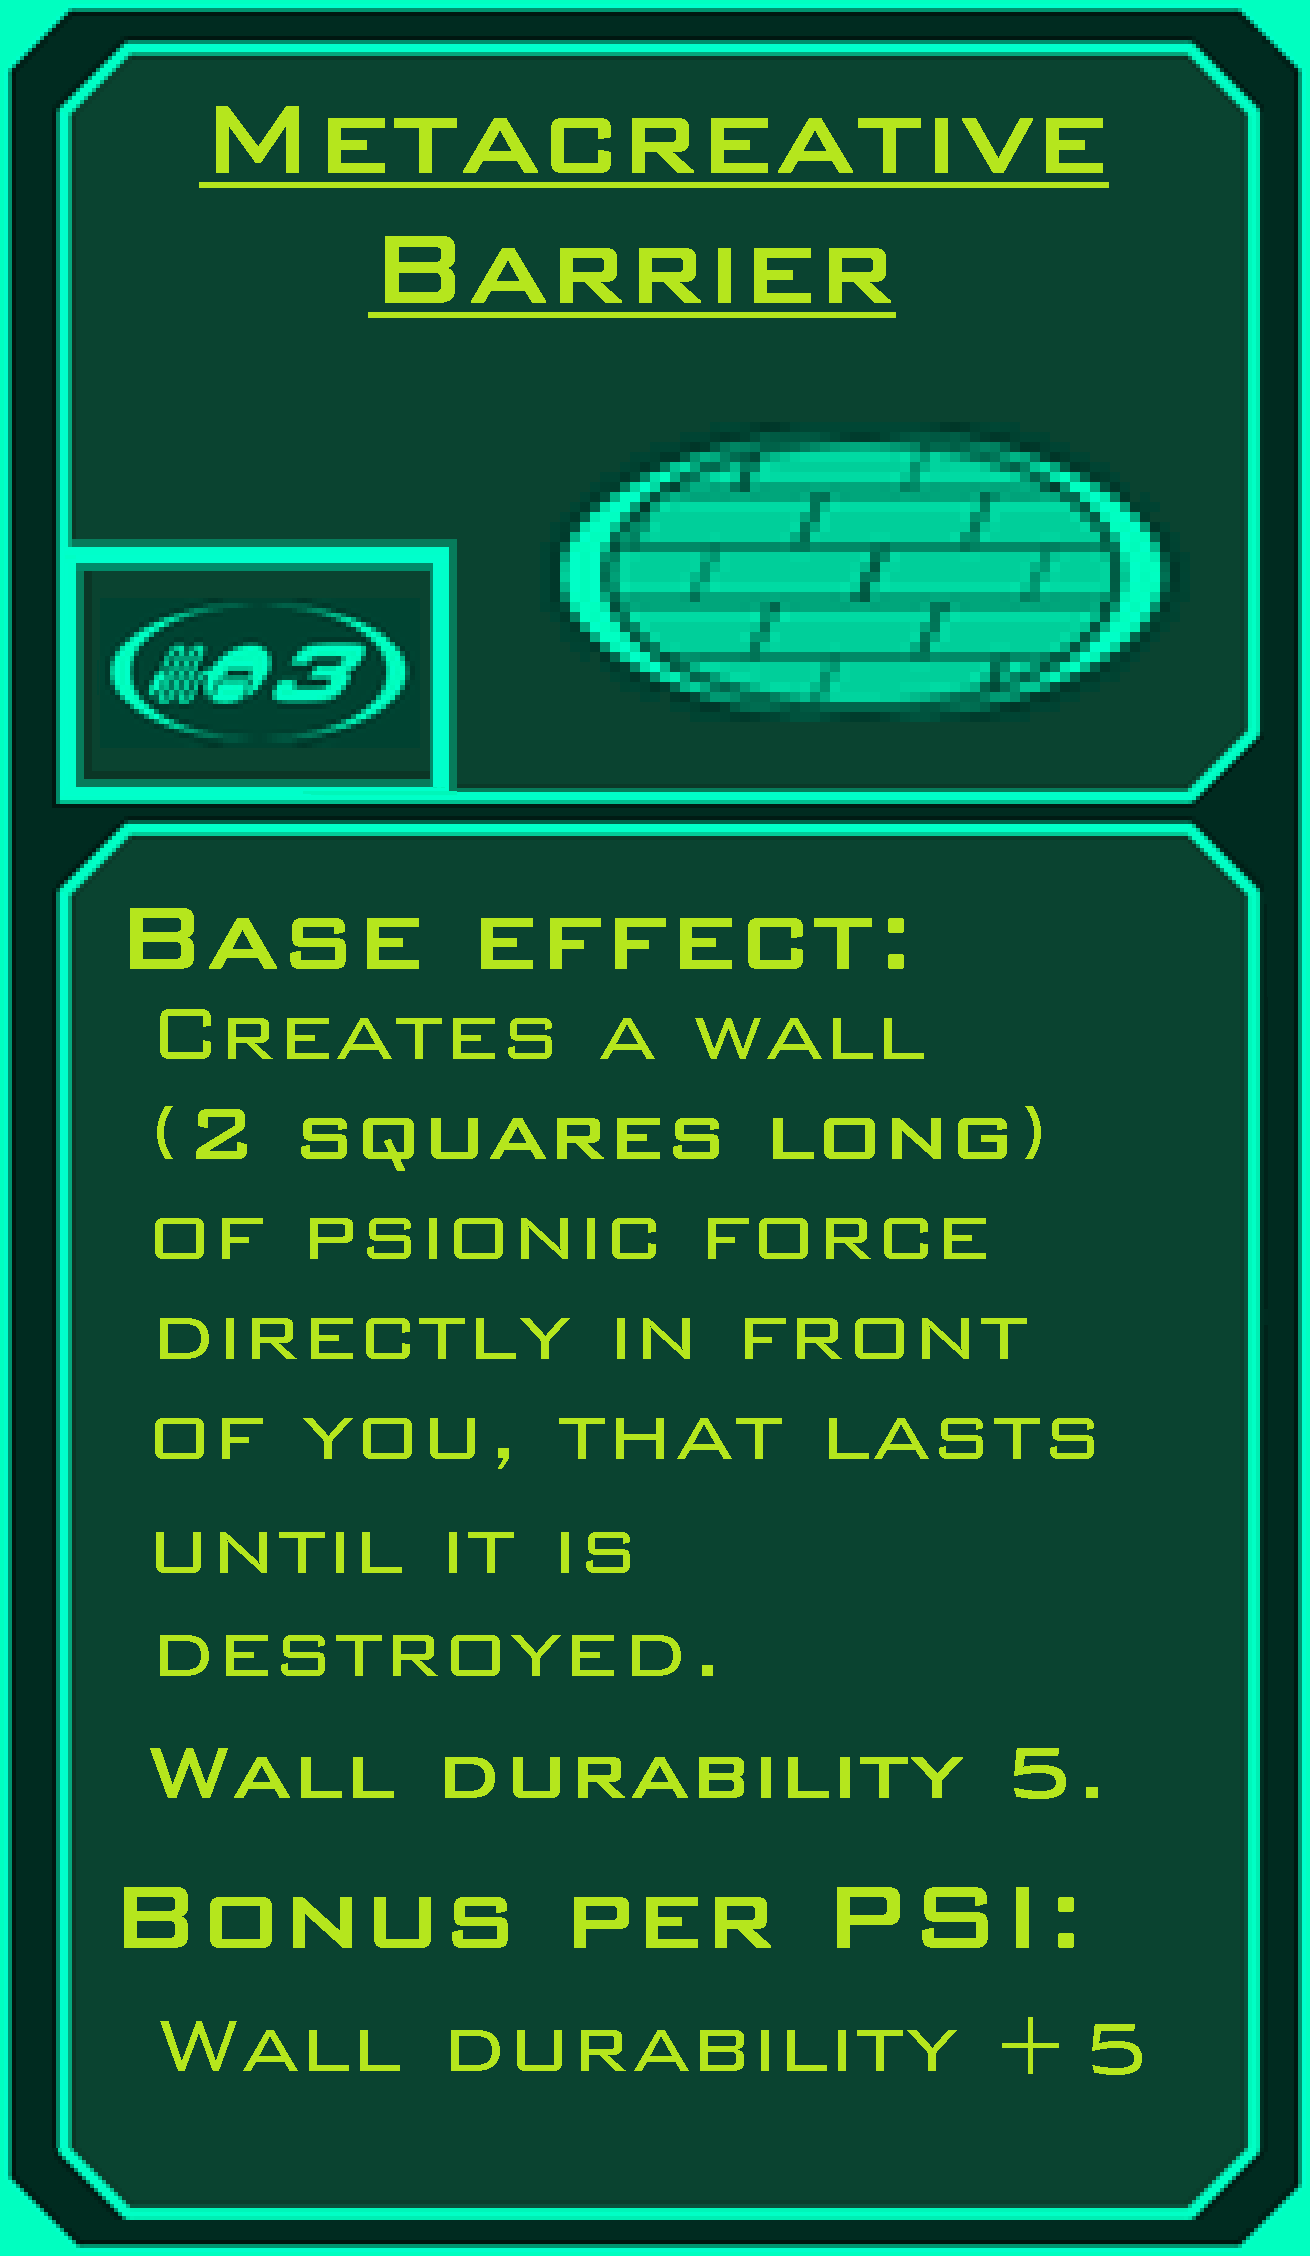 Metacreative
Barrier
3
Base effect:
Creates a wall
(2 squares long)
of psionic force
directly in front
of you, that lasts
until it is
destroyed.
Wall durability 5.
Bonus per PSI:
Wall durability +5